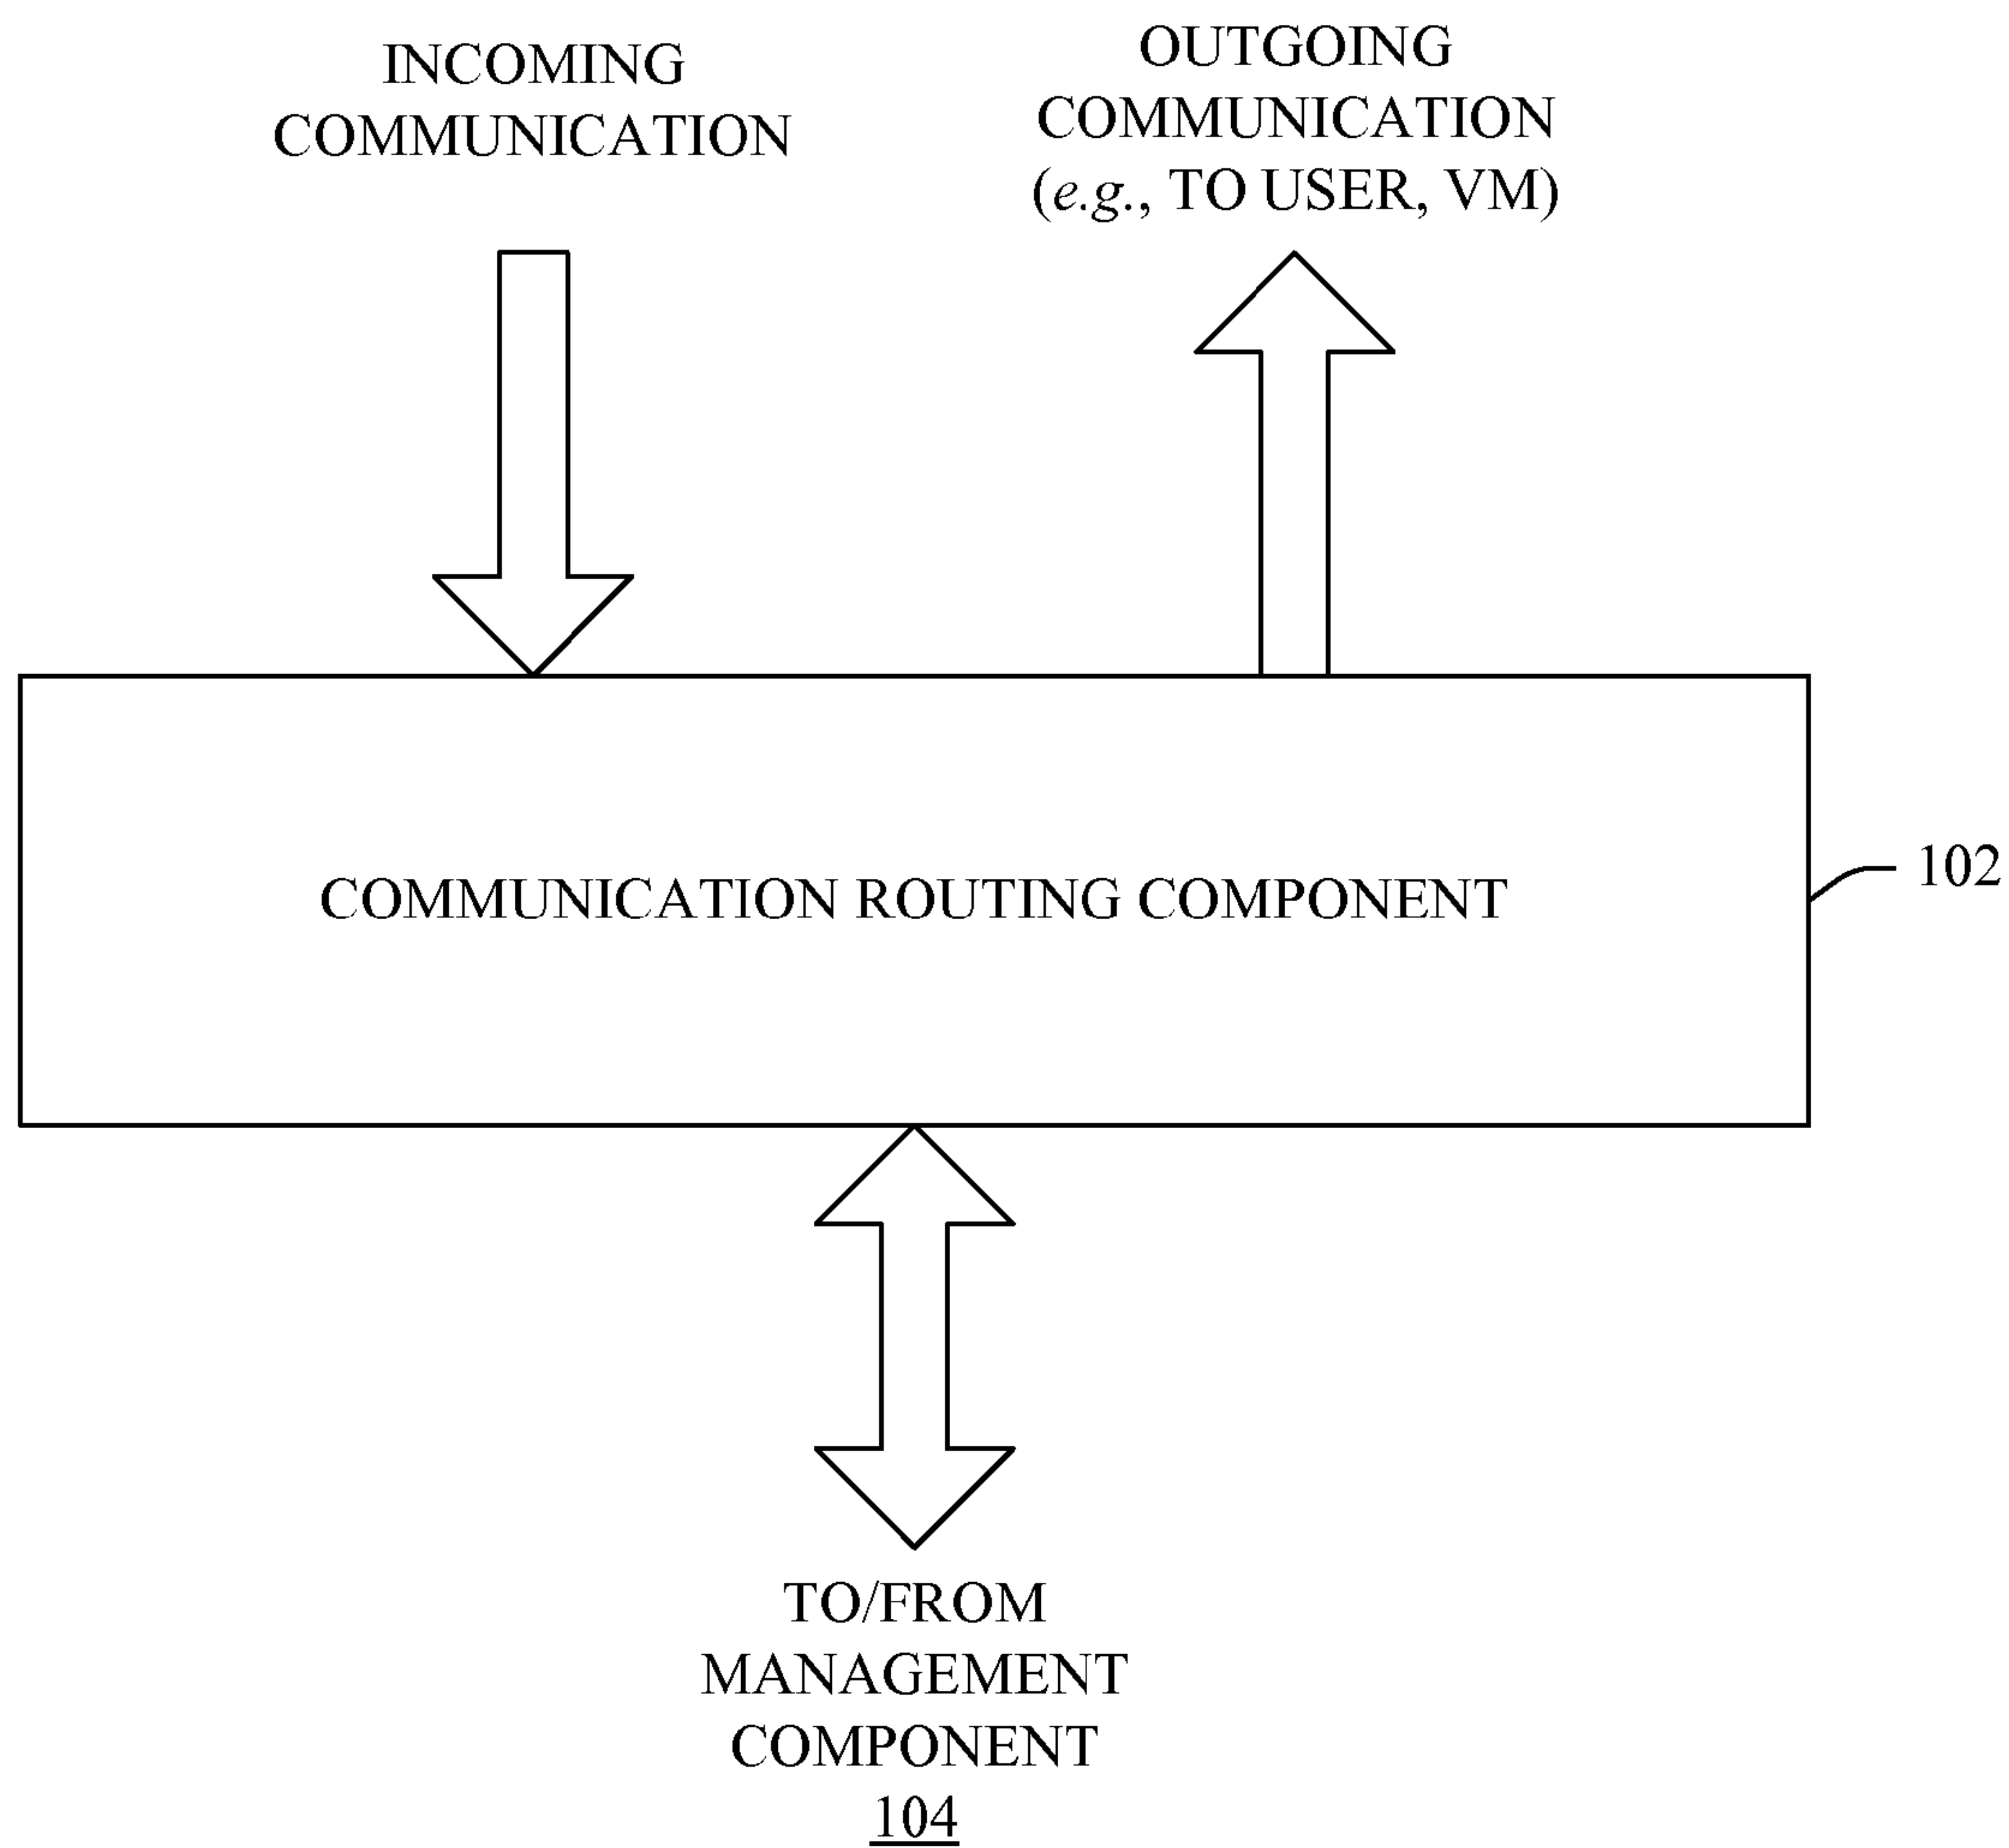 INCOMING
COMMUNICATION
OUTGOING
COMMUNICATION
(e.g., TO USER, VM)
COMMUNICATION ROUTING COMPONENT
102
TO/FROM
MANAGEMENT
COMPONENT
104